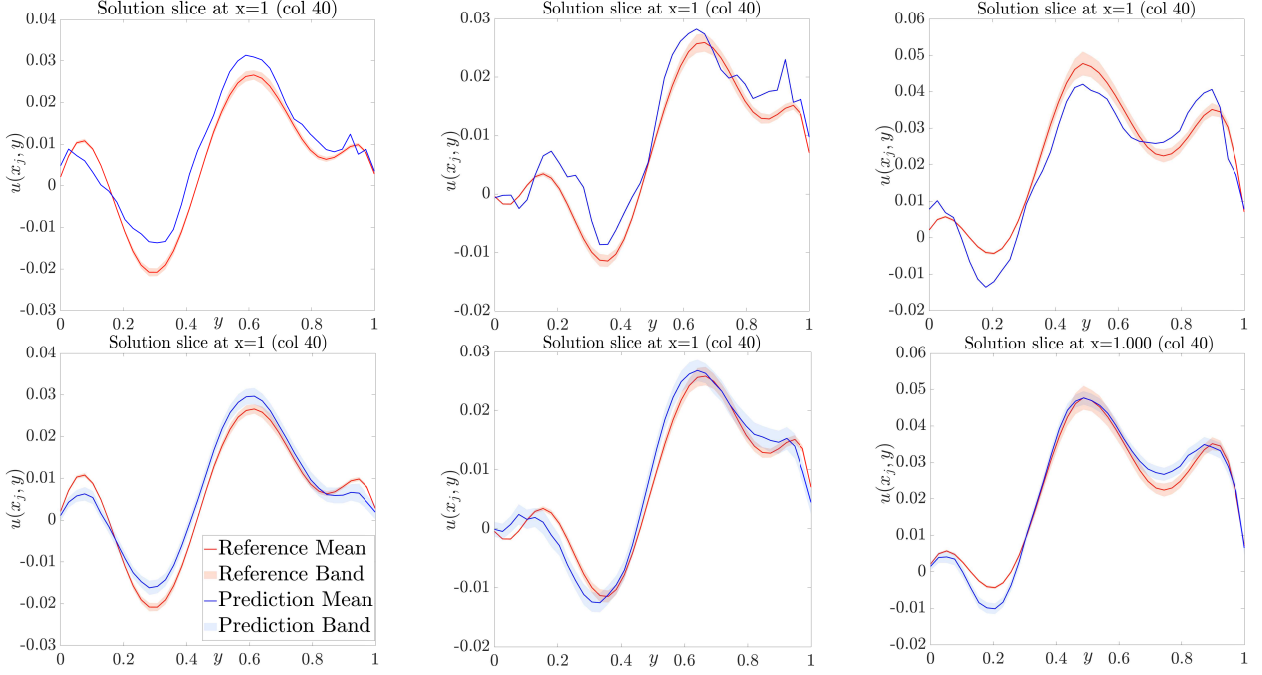 Solution slice at x=1 (col 40)
0.04
0.03
0.02
0.01
0
-0.01
-0.02
-0.03
u(x_j, y)
0 0.2 0.4 0.6 0.8 1
y
Solution slice at x=1 (col 40)
0.03
0.02
0.01
0
-0.01
-0.02
u(x_j, y)
0 0.2 0.4 0.6 0.8 1
y
Solution slice at x=1 (col 40)
0.06
0.05
0.04
0.03
0.02
0.01
0
-0.01
-0.02
u(x_j, y)
0 0.2 0.4 0.6 0.8 1
y
Solution slice at x=1 (col 40)
0.04
0.03
0.02
0.01
0
-0.01
-0.02
-0.03
u(x_j, y)
Reference Mean
Reference Band
Prediction Mean
Prediction Band
0 0.2 0.4 0.6 0.8 1
y
Solution slice at x=1 (col 40)
0.03
0.02
0.01
0
-0.01
-0.02
u(x_j, y)
0 0.2 0.4 0.6 0.8 1
y
Solution slice at x=1.000 (col 40)
0.06
0.05
0.04
0.03
0.02
0.01
0
-0.01
-0.02
u(x_j, y)
0 0.2 0.4 0.6 0.8 1
y